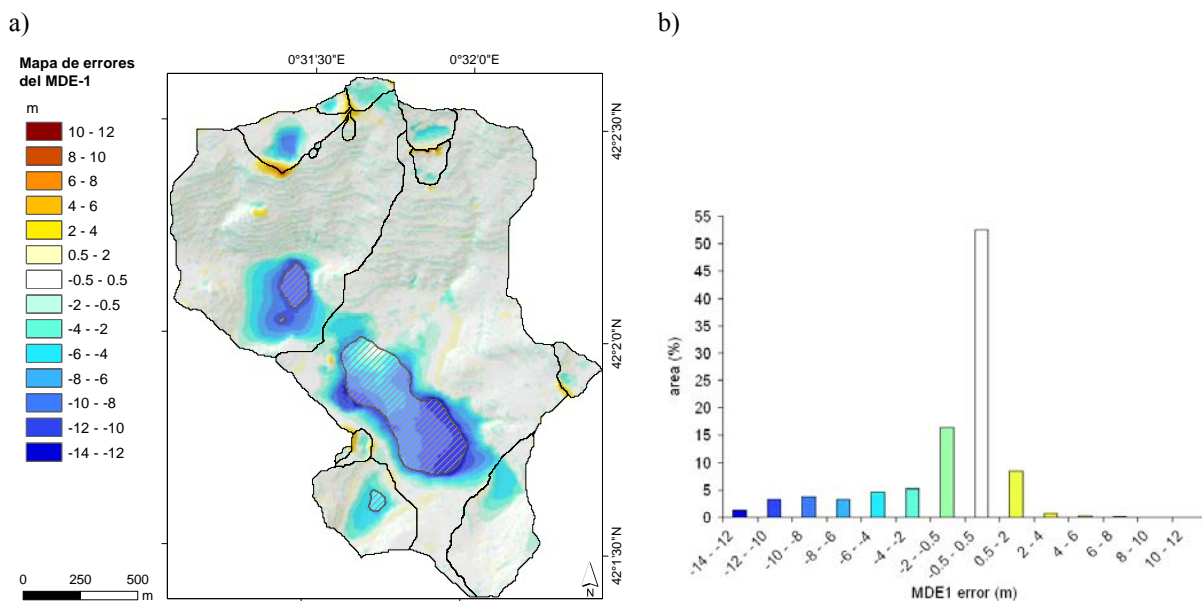 a)
b)
Mapa de errores
del MDE-1
m
10 - 12
8 - 10
6 - 8
4 - 6
2 - 4
0.5 - 2
-0.5 - 0.5
-2 - -0.5
-4 - -2
-6 - -4
-8 - -6
-10 - -8
-12 - -10
-14 - -12
0 250 500
m
0°31'30"E 0°32'0"E
42°2'30"N
42°2'0"N
42°1'30"N
N
area (%)
55
50
45
40
35
30
25
20
15
10
5
0
-14 - -12
-12 - -10
-10 - -8
-8 - -6
-6 - -4
-4 - -2
-2 - -0.5
-0.5 - 0.5
0.5 - 2
2 - 4
4 - 6
6 - 8
8 - 10
10 - 12
MDE1 error (m)